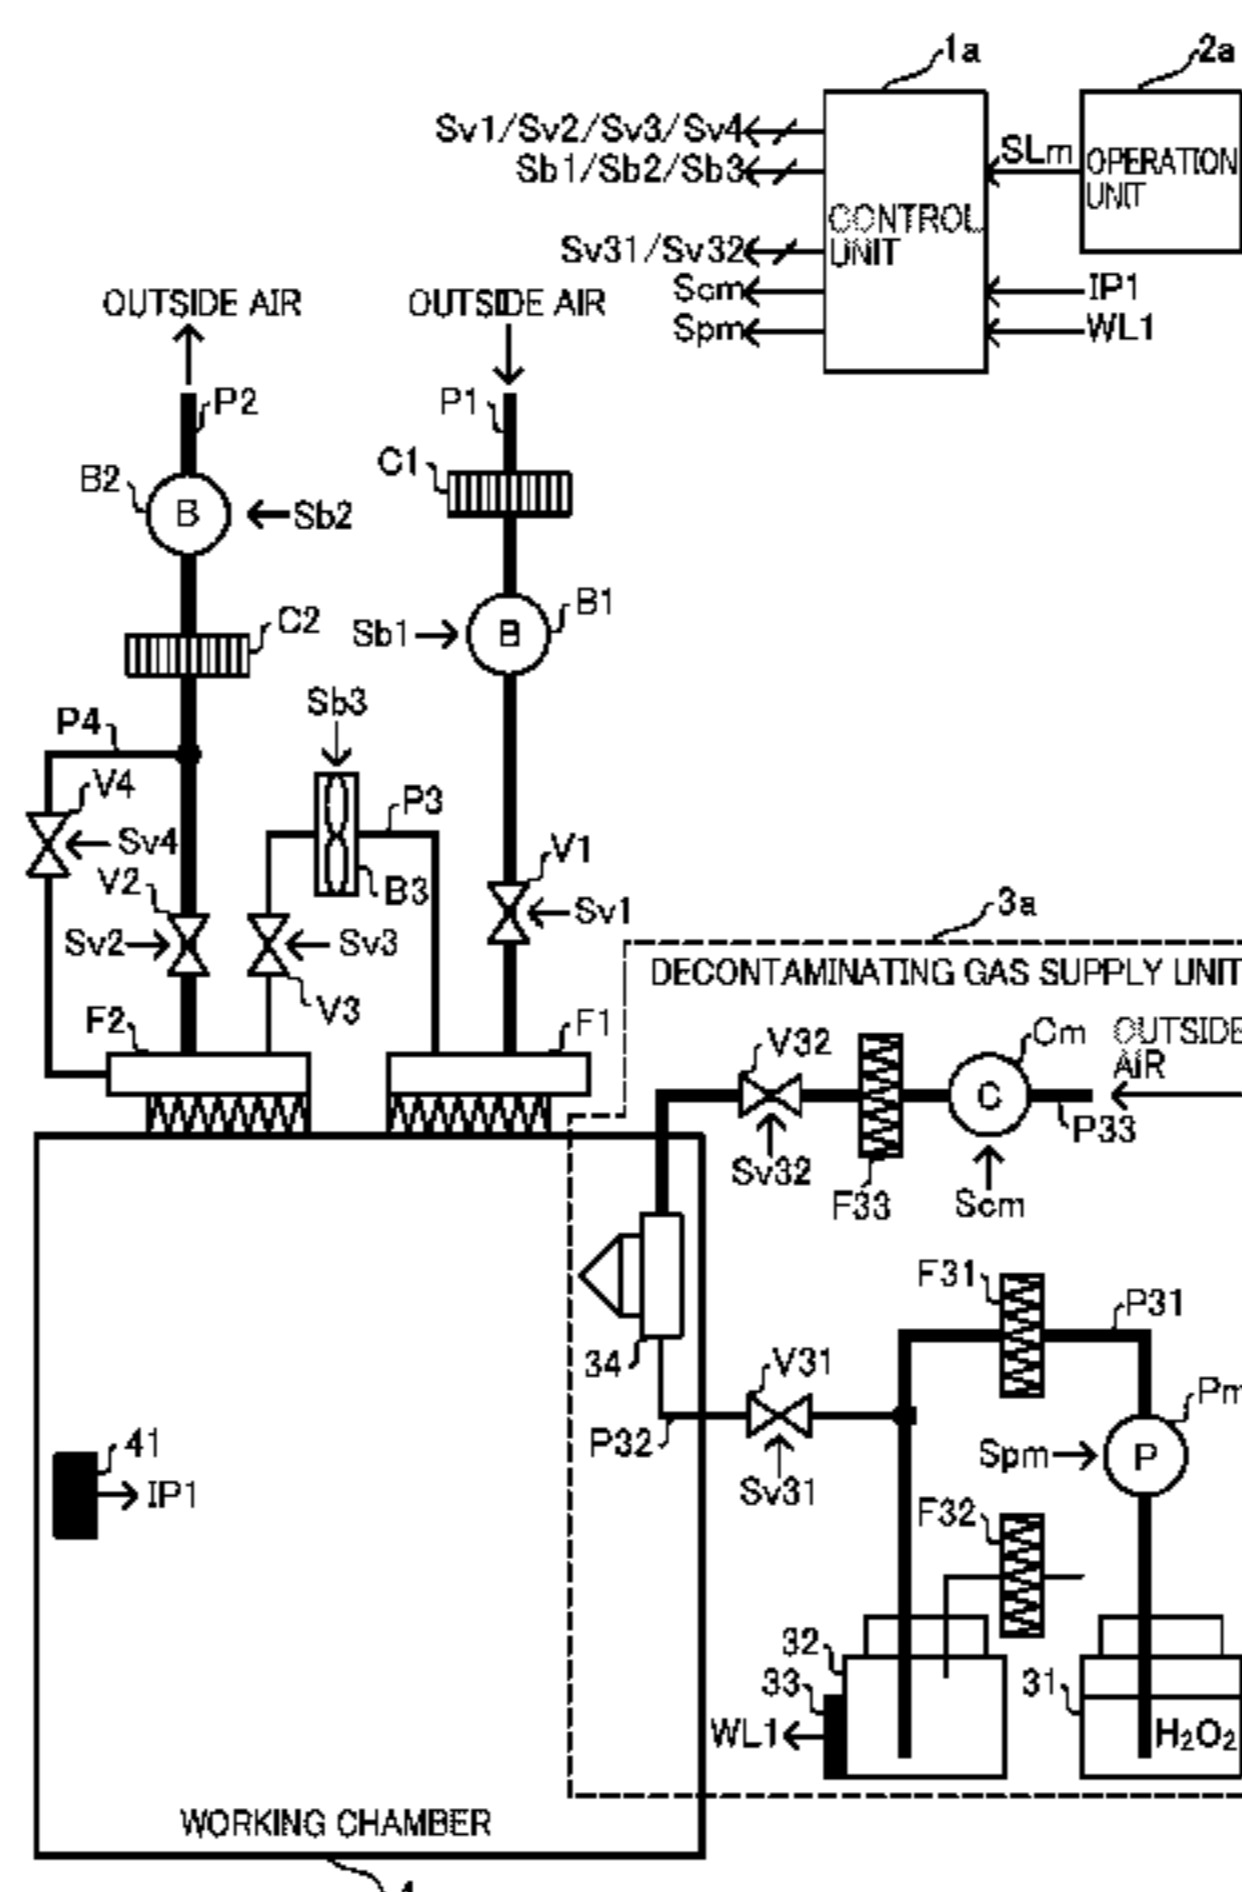 1a
2a
Sv1/Sv2/Sv3/Sv4
Sb1/Sb2/Sb3
SLm
OPERATION
UNIT
CONTROL
UNIT
Sv31/Sv32
Scm
IP1
Spm
WL1
OUTSIDE AIR
OUTSIDE AIR
P2
P1
C1
B2
B
Sb2
B1
C2
Sb1
B
Sb3
P4
V4
P3
Sv4
V1
V2
B3
Sv1
Sv2
Sv3
3a
DECONTAMINATING GAS SUPPLY UNIT
V3
F2
F1
V32
Cm
OUTSIDE
AIR
C
P33
Sv32
F33
Scm
F31
P31
34
V31
Pm
P32
Spm
P
41
IP1
Sv31
F32
32
33
31
WL1
H₂O₂
WORKING CHAMBER